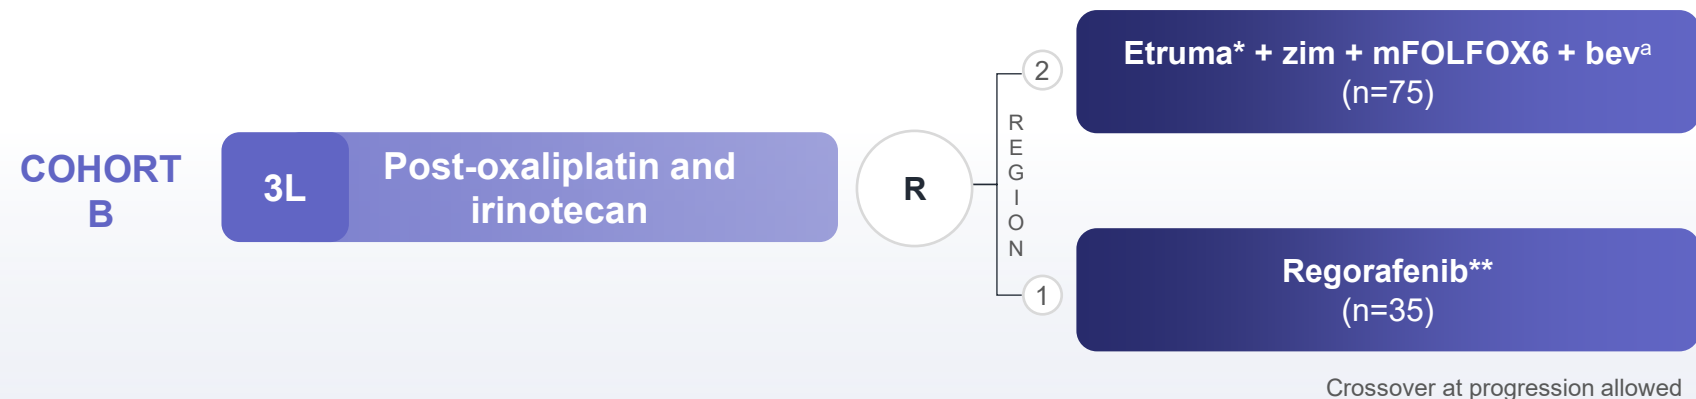 COHORT
B
3L
Post-oxaliplatin and
irinotecan
R
REGION
2
Etruma* + zim + mFOLFOX6 + bevᵃ
(n=75)
1
Regorafenib**
(n=35)
Crossover at progression allowed